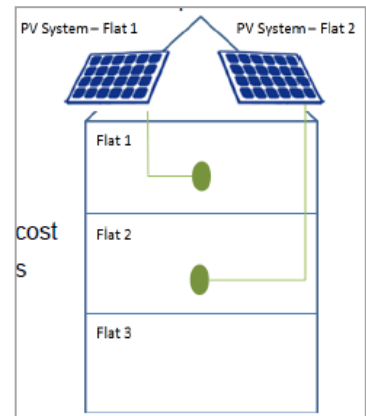 PV System – Flat 1
PV System – Flat 2
Flat 1
cost
Flat 2
s
Flat 3